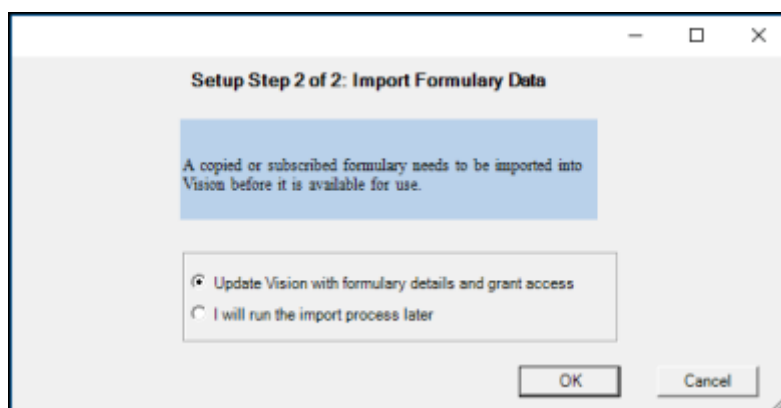 Setup Step 2 of 2: Import Formulary Data
A copied or subscribed formulary needs to be imported into
Vision before it is available for use.
Update Vision with formulary details and grant access
I will run the import process later
OK
Cancel